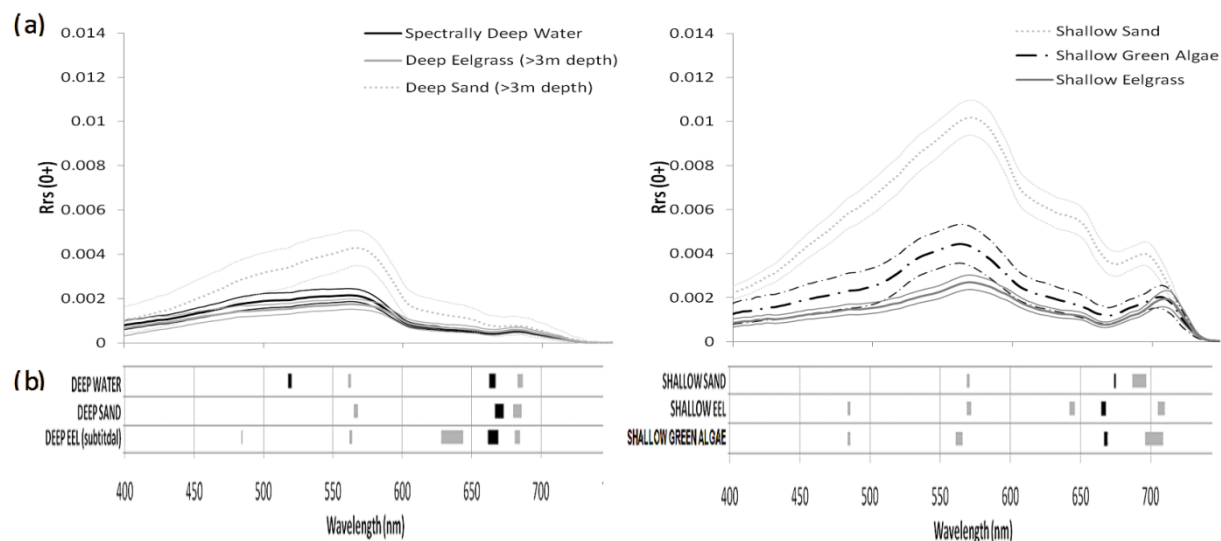 (a)
0.014
0.012
0.01
0.008
0.006
0.004
0.002
0
Rrs (0+)
Spectrally Deep Water
Deep Eelgrass (>3m depth)
Deep Sand (>3m depth)
0.014
0.012
0.01
0.008
0.006
0.004
0.002
0
Rrs (0+)
Shallow Sand
Shallow Green Algae
Shallow Eelgrass
(b)
DEEP WATER
DEEP SAND
DEEP EEL (subtitdal)
400 450 500 550 600 650 700
Wavelength (nm)
SHALLOW SAND
SHALLOW EEL
SHALLOW GREEN ALGAE
400 450 500 550 600 650 700
Wavelength (nm)